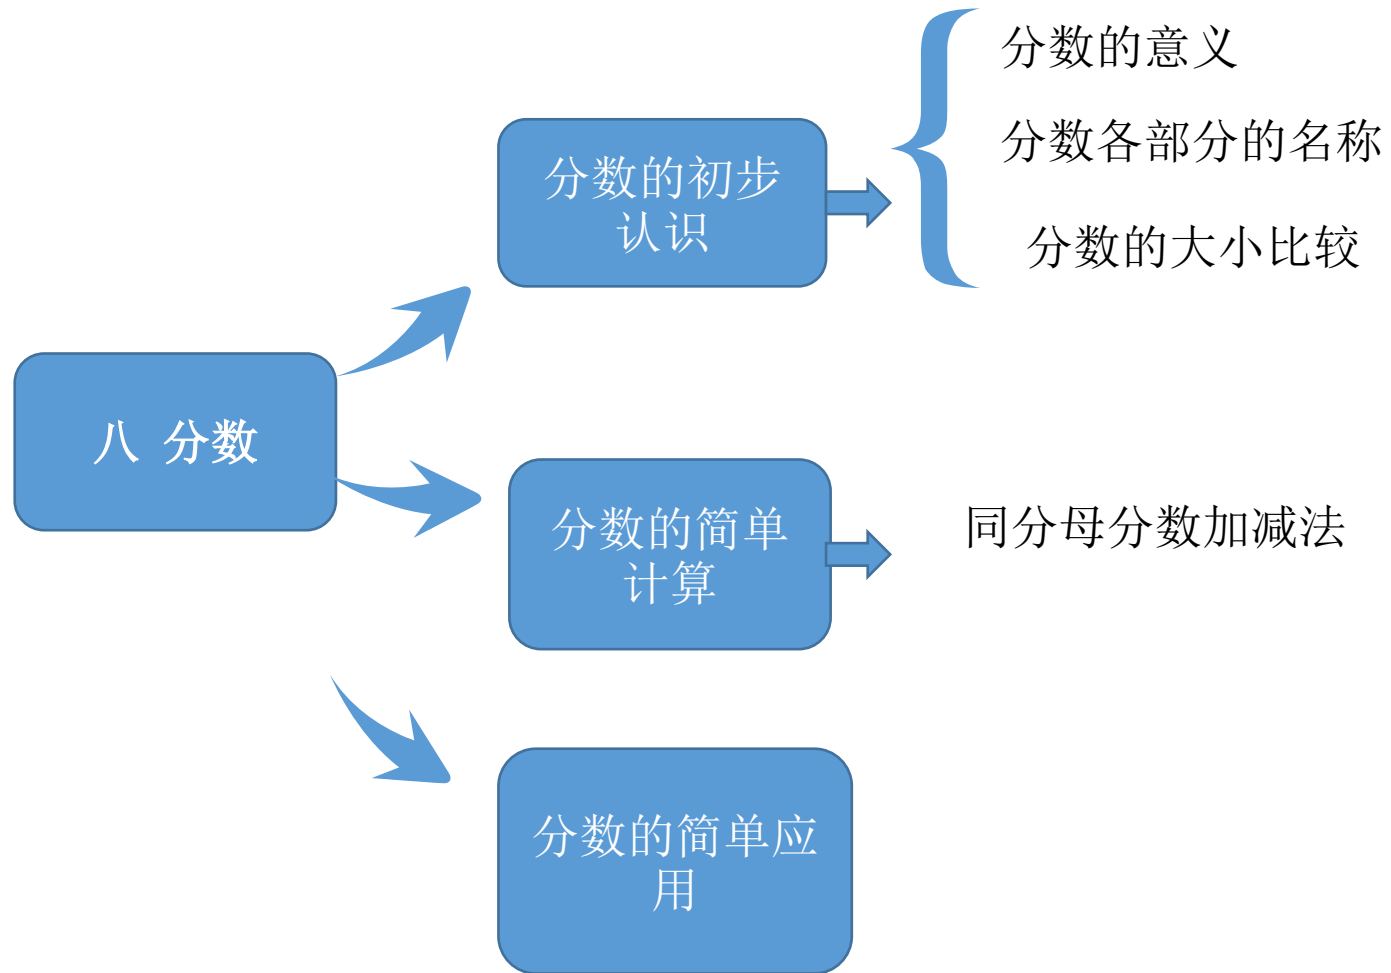 分数的意义
分数各部分的名称
分数的大小比较
分数的初步
认识
八 分数
分数的简单
计算
同分母分数加减法
分数的简单应
用